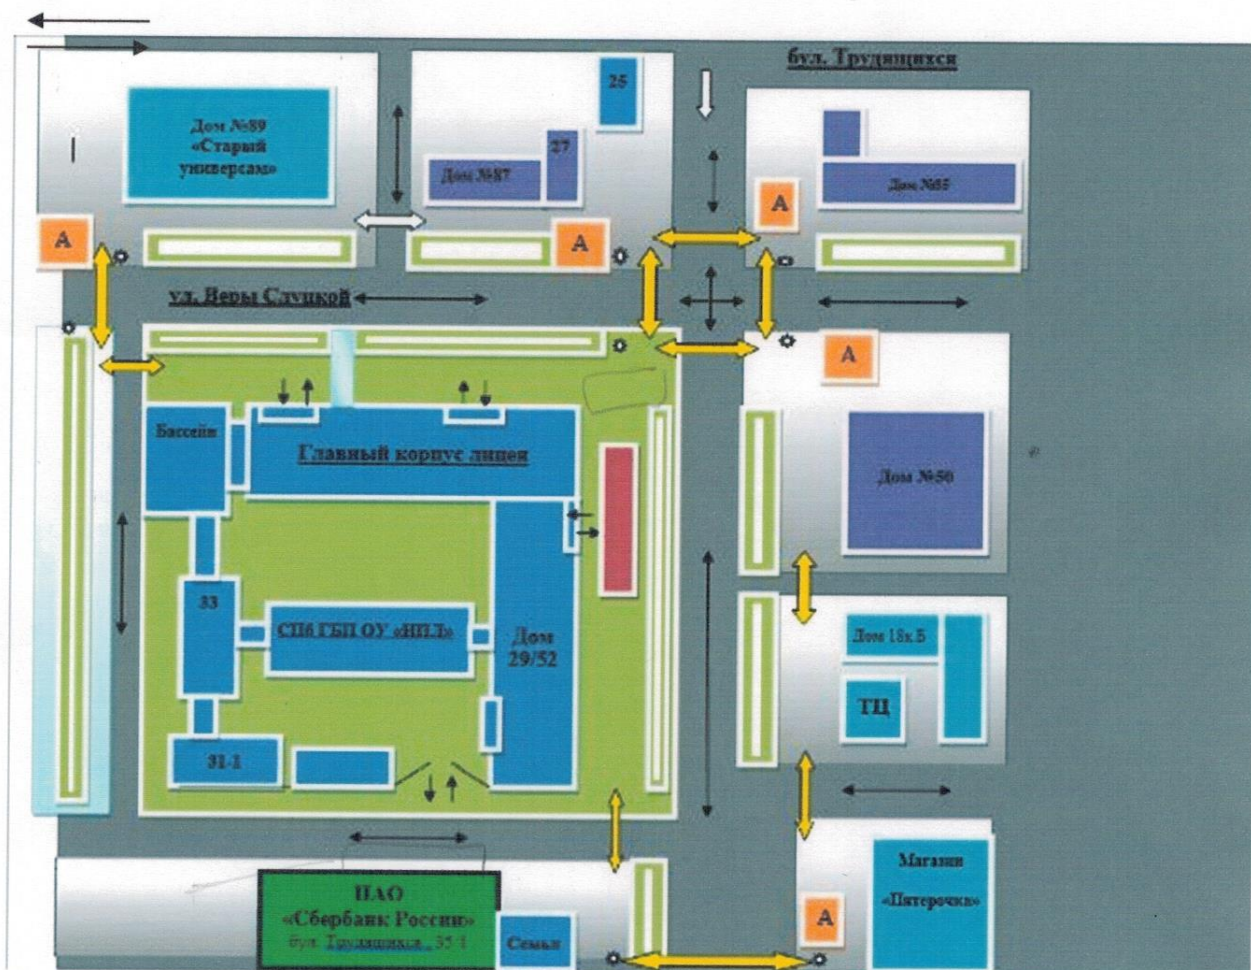 бул. Трудящихся
25
Дом №89
«Старый
универсам»
27
Дом №87
Дом №85
А
А
А
А
ул. Веры Слуцкой
Бассейн
Главный корпус лицея
Дом №50
33
СПб ГБП ОУ «НПЛ»
Дом
29/52
Дом 18к.Б
ТЦ
31-1
Магазин
«Пятерочка»
ПАО
«Сбербанк России»
бул. Трудящихся, 35-1
Семья
А